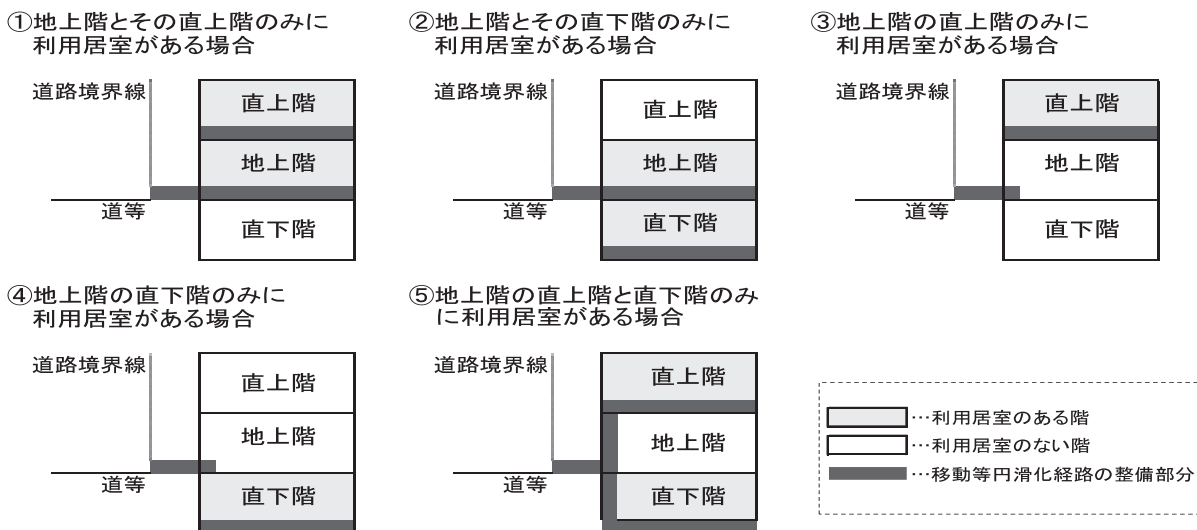 ①地上階とその直上階のみに
利用居室がある場合
道路境界線
直上階
地上階
道等
直下階
②地上階とその直下階のみに
利用居室がある場合
道路境界線
直上階
地上階
道等
直下階
③地上階の直上階のみに
利用居室がある場合
道路境界線
直上階
地上階
道等
直下階
④地上階の直下階のみに
利用居室がある場合
道路境界線
直上階
地上階
道等
直下階
⑤地上階の直上階と直下階のみ
に利用居室がある場合
道路境界線
直上階
地上階
道等
直下階
…利用居室のある階
…利用居室のない階
…移動等円滑化経路の整備部分